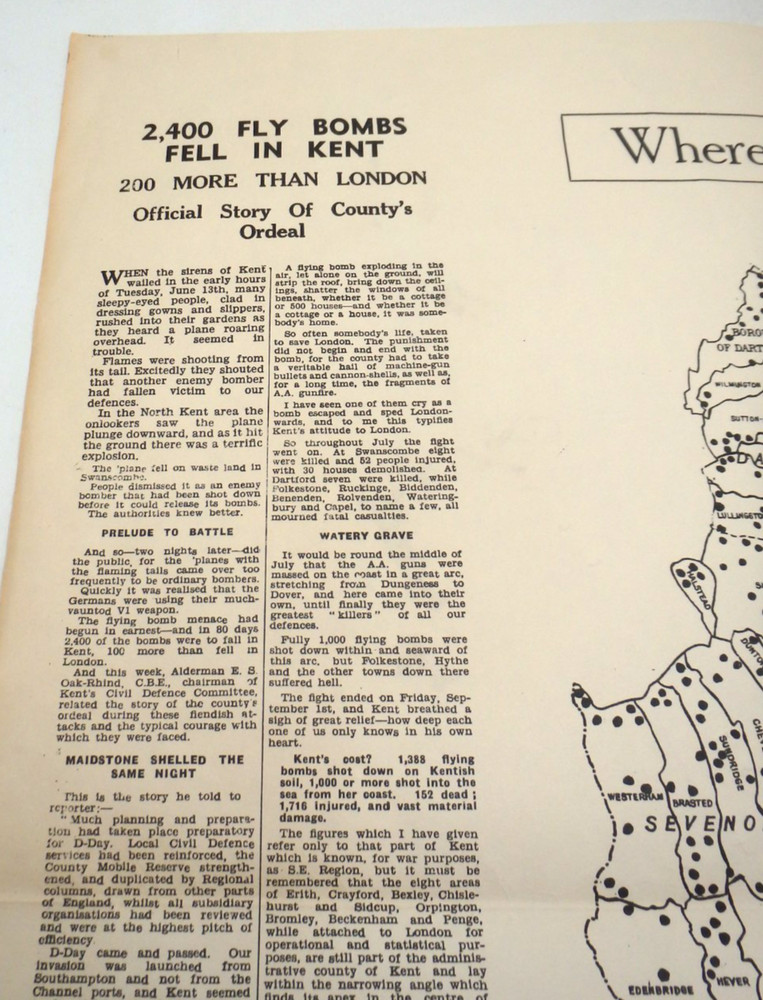 2,400 FLY BOMBS
FELL IN KENT
200 MORE THAN LONDON
Official Story Of County's
Ordeal
WHEN the sirens of Kent
wailed in the early hours
of Tuesday, June 13th, many
sleepy-eyed people, clad in
dressing gowns and slippers,
rushed into their gardens as
they heard a plane roaring
overhead. It seemed in
trouble.
Flames were shooting from
its tail. Excitedly they shouted
that another enemy bomber
had fallen victim to our
defences.
In the North Kent area the
onlookers saw the plane
plunge downward, and as it hit
the ground there was a terrific
explosion.
The 'plane fell on waste land in
Swanscombe.
People dismissed it as an enemy
bomber that had been shot down
before it could release its bombs.
The authorities knew better.
PRELUDE TO BATTLE
And so—two nights later—did
the public, for the 'planes with
the flaming tails came over too
frequently to be ordinary bombers.
Quickly it was realised that the
Germans were using their much-
vaunted V1 weapon.
The flying bomb menace had
begun in earnest—and in 80 days
2,400 of the bombs were to fall in
Kent, 100 more than fell in
London.
And this week, Alderman E. S.
Oak-Rhind, C.B.E., chairman of
Kent's Civil Defence Committee,
related the story of the county's
ordeal during these fiendish at-
tacks and the typical courage with
which they were faced.
MAIDSTONE SHELLED THE
SAME NIGHT
This is the story he told to
reporter:—
"Much planning and prepara-
tion had taken place preparatory
for D-Day. Local Civil Defence
services had been reinforced, the
County Mobile Reserve strength-
ened, and duplicated by Regional
columns, drawn from other parts
of England, whilst all subsidiary
organisations had been reviewed
and were at the highest pitch of
efficiency
D-Day came and passed. Our
invasion was launched from
Southampton and not from the
Channel ports, and Kent seemed
A flying bomb exploding in the
air, let alone on the ground, will
strip the roof, bring down the ceil-
ings, shatter the windows of all
beneath, whether it be a cottage
or 500 houses—and whether it be
a cottage or a house, it was some-
body's home.
So often somebody's life, taken
to save London. The punishment
did not begin and end with the
bomb, for the county had to take
a veritable hail of machine-gun
bullets and cannon-shells, as well as,
for a long time, the fragments of
A.A. gunfire.
I have seen one of them cry as a
bomb escaped and sped London-
wards, and to me this typifies
Kent's attitude to London.
So throughout July the fight
went on. At Swanscombe eight
were killed and 52 people injured,
with 30 houses demolished. At
Dartford seven were killed, while
Folkestone, Ruckinge, Biddenden,
Benenden, Rolvenden, Watering-
bury and Capel, to name a few, all
mourned fatal casualties.
WATERY GRAVE
It would be round the middle of
July that the A.A. guns were
massed on the coast in a great arc,
stretching from Dungeness to
Dover, and here came into their
own, until finally they were the
greatest "killers" of all our
defences.
Fully 1,000 flying bombs were
shot down within and seaward of
this arc, but Folkestone, Hythe
and the other towns down there
suffered hell.
The fight ended on Friday, Sep-
tember 1st, and Kent breathed a
sigh of great relief—how deep each
one of us only knows in his own
heart.
Kent's cost? 1,388 flying
bombs shot down on Kentish
soil, 1,000 or more shot into the
sea from her coast. 152 dead;
1,716 injured, and vast material
damage.
The figures which I have given
refer only to that part of Kent
which is known, for war purposes,
as S.E. Region, but it must be
remembered that the eight areas
of Erith, Crayford, Bexley, Chisle-
hurst and Sidcup, Orpington,
Bromley, Beckenham and Penge,
while attached to London for
operational and statistical pur-
poses, are still part of the adminis-
trative county of Kent and lay
within the narrowing angle which
finds its apex in the centre of
Where
BORO
OF DART
WILMINGTON
SUTTON-
DA
LULLINGSTO
HALSTEAD
DUNTON
CHEV
SUNDRIDGE
WESTERHAM
BRASTED
SEVENO
EDENBRIDGE
HEVER